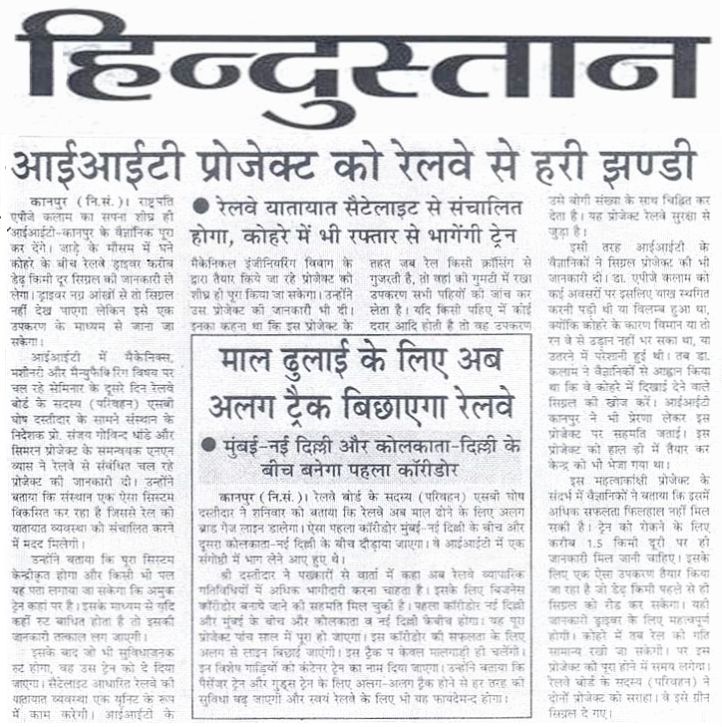 हिन्दुस्तान
आईआईटी प्रोजेक्ट को रेलवे से हरी झण्डी
कानपुर (नि.सं.)। राष्ट्रपति
एपीजे कलाम का सपना शीघ्र ही
आईआईटी-कानपुर के वैज्ञानिक पूरा
कर देंगे। जाड़े के मौसम में घने
कोहरे के बीच रेलवे ड्राइवर करीब
डेढ़ किमी दूर सिग्नल की जानकारी ले
लेगा। ड्राइवर नग्न आंखों से तो सिग्नल
नहीं देख पाएगा लेकिन इसे एक
उपकरण के माध्यम से जाना जा
सकेगा।
आईआईटी में मैकेनिक्स,
मशीनरी और मैन्युफैक्चरिंग विषय पर
चल रहे सेमिनार के दूसरे दिन रेलवे
बोर्ड के सदस्य (परिवहन) एसबी
घोष दस्तीदार के सामने संस्थान के
निदेशक प्रो. संजय गोविन्द धांडे और
सिमरन प्रोजेक्ट के समन्वयक एनएन
व्यास ने रेलवे से संबंधित चल रहे
प्रोजेक्ट की जानकारी दी। उन्होंने
बताया कि संस्थान एक ऐसा सिस्टम
विकसित कर रहा है जिससे रेल की
यातायात व्यवस्था को संचालित करने
में मदद मिलेगी।
उन्होंने बताया कि पूरा सिस्टम
केन्द्रीकृत होगा और किसी भी पल
यह पता लगाया जा सकेगा कि अमुक
ट्रेन कहां पर है। इसके माध्यम से यदि
कहीं रूट बाधित होता है तो इसकी
जानकारी तत्काल लग जाएगी।
इसके बाद जो भी सुविधाजनक
रूट होगा, वह उस ट्रेन को दे दिया
जाएगा। सैटेलाइट आधारित रेलवे की
यातायात व्यवस्था एक यूनिट के रूप
में काम करेगी। आईआईटी के
● रेलवे यातायात सैटेलाइट से संचालित
होगा, कोहरे में भी रफ्तार से भागेंगी ट्रेन
मैकेनिकल इंजीनियरिंग विभाग के
द्वारा तैयार किये जा रहे प्रोजेक्ट को
शीघ्र ही पूरा किया जा सकेगा। उन्होंने
उस प्रोजेक्ट की जानकारी भी दी।
इनका कहना था कि इस प्रोजेक्ट के
तहत जब रेल किसी क्रॉसिंग से
गुजरती है, तो वहां की गुमटी में रखा
उपकरण सभी पहियों की जांच कर
लेता है। यदि किसी पहिए में कोई
दरार आदि होती है तो वह उपकरण
उसे बोगी संख्या के साथ चिह्नित कर
देता है। यह प्रोजेक्ट रेलवे सुरक्षा से
जुड़ा है।
इसी तरह आईआईटी के
वैज्ञानिकों ने सिग्नल प्रोजेक्ट की भी
जानकारी दी। डा. एपीजे कलाम को
कई अवसरों पर इसलिए यात्रा स्थगित
करनी पड़ी थी या विलम्ब हुआ था,
क्योंकि कोहरे के कारण विमान या तो
रन वे से उड़ान नहीं भर सका था, या
उतरने में परेशानी हुई थी। तब डा.
कलाम ने वैज्ञानिकों से आह्वान किया
था कि वे कोहरे में दिखाई देने वाले
सिग्नल की खोज करें। आईआईटी
कानपुर ने भी प्रेरणा लेकर इस
प्रोजेक्ट पर सहमति जताई। इस
प्रोजेक्ट को हाल ही में तैयार कर
केन्द्र को भी भेजा गया था।
इस महत्वाकांक्षी प्रोजेक्ट के
संदर्भ में वैज्ञानिकों ने बताया कि इसमें
अधिक सफलता फिलहाल नहीं मिल
सकी है। ट्रेन को रोकने के लिए
करीब 1.5 किमी दूरी पर ही
जानकारी मिल जानी चाहिए। इसके
लिए एक ऐसा उपकरण तैयार किया
जा रहा है जो डेढ़ किमी पहले से ही
सिग्नल को रीड कर सकेगा। यही
जानकारी ड्राइवर के लिए महत्वपूर्ण
होगी। कोहरे में तब रेल को गति
सामान्य रखी जा सकेगी। पर इस
प्रोजेक्ट को पूरा होने में समय लगेगा।
रेलवे बोर्ड के सदस्य (परिवहन) ने
दोनों प्रोजेक्ट को सराहा। वे इसे ग्रीन
सिग्नल दे गए।
माल ढुलाई के लिए अब
अलग ट्रैक बिछाएगा रेलवे
● मुंबई-नई दिल्ली और कोलकाता-दिल्ली के
बीच बनेगा पहला कॉरीडोर
कानपुर (नि.सं.)। रेलवे बोर्ड के सदस्य (परिवहन) एसबी घोष
दस्तीदार ने शनिवार को बताया कि रेलवे अब माल ढोने के लिए अलग
ब्राड गेज लाइन डालेगा। ऐसा पहला कॉरीडोर मुंबई-नई दिल्ली के बीच और
दूसरा कोलकाता-नई दिल्ली के बीच दौड़ाया जाएगा। वे आईआईटी में एक
संगोष्ठी में भाग लेने आए हुए थे।
श्री दस्तीदार ने पत्रकारों से वार्ता में कहा अब रेलवे व्यापारिक
गतिविधियों में अधिक भागीदारी करना चाहता है। इसके लिए बिजनेस
कॉरीडोर बनाये जाने की सहमति मिल चुकी है। पहला कॉरीडोर नई दिल्ली
और मुंबई के बीच और कौलकाता व नई दिल्ली केबीच होगा। यह पूरा
प्रोजेक्ट पांच साल में पूरा हो जाएगा। इस कॉरीडोर की सफलता के लिए
अलग से लाइन बिछाई जाएंगी। इस ट्रैक प केवल मालगाड़ी ही चलेंगी।
इन विशेष गाड़ियों को कंटेनर ट्रेन का नाम दिया जाएगा। उन्होंने बताया कि
पैसेंजर ट्रेन और गुड्स ट्रेन के लिए अलग-अलग ट्रैक होने से हर तरह की
सुविधा बढ़ जाएगी और स्वयं रेलवे के लिए भी यह फायदेमन्द होगा।